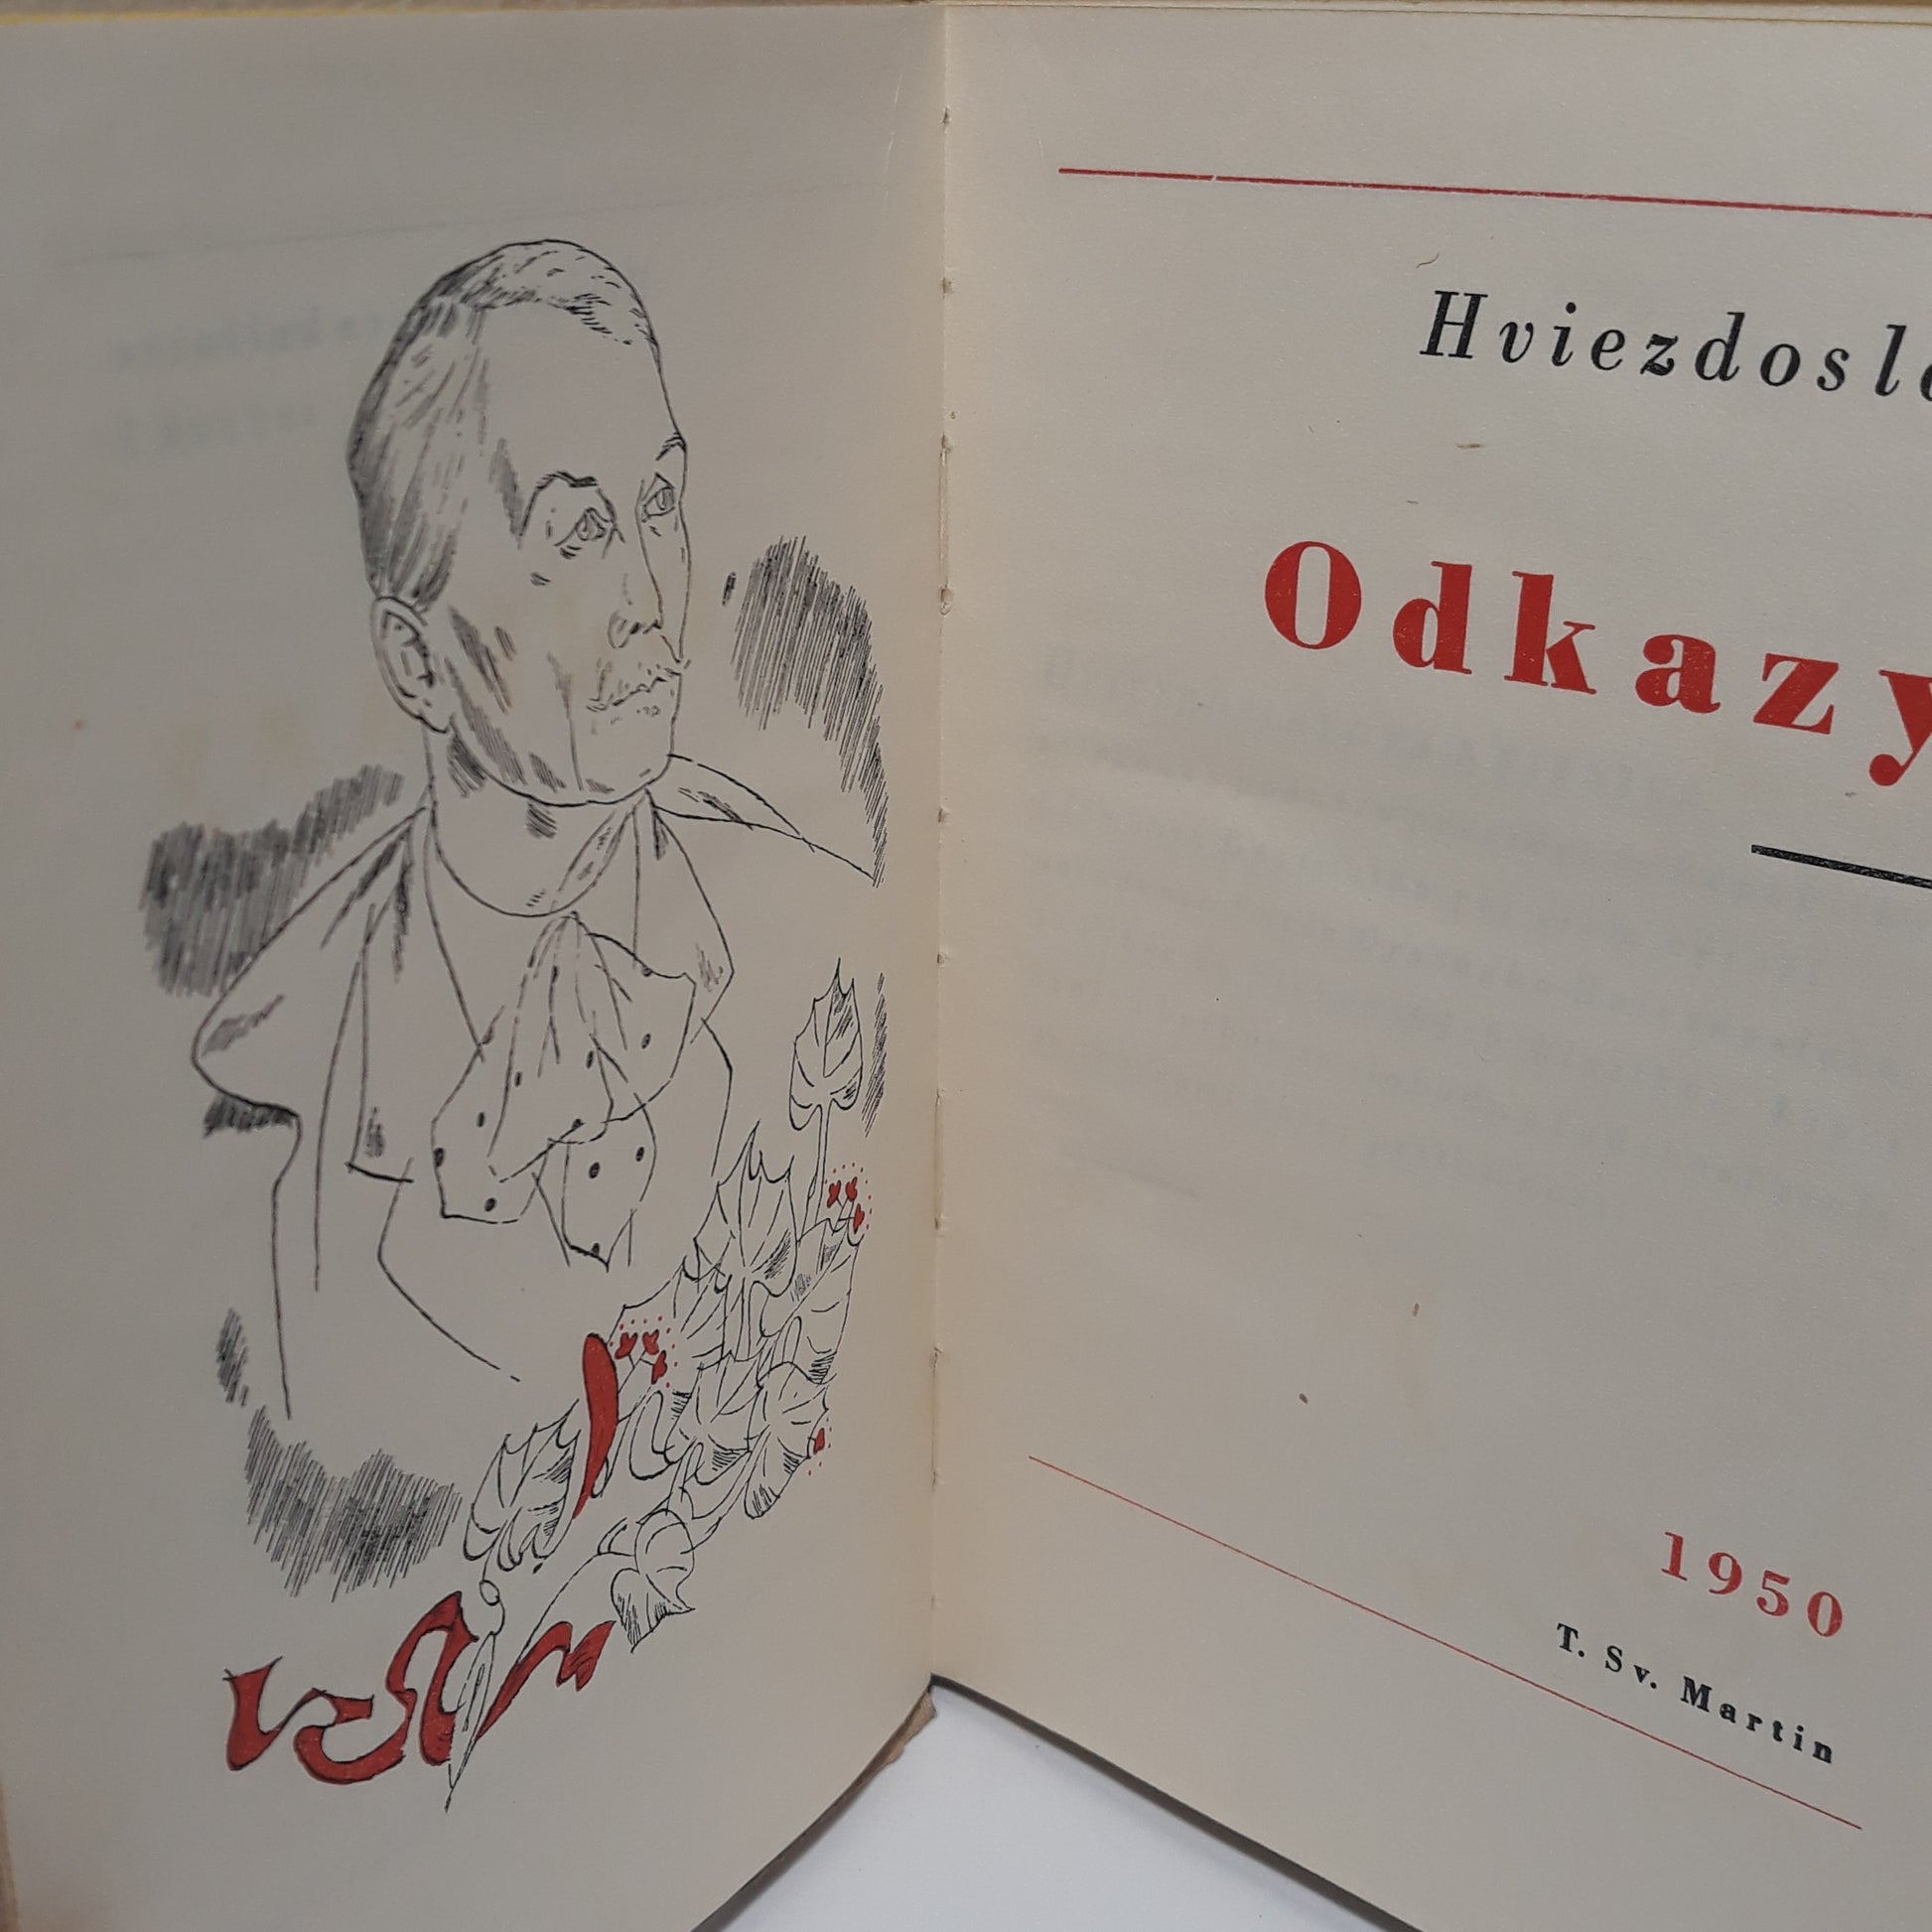 Hviezdosl
Odkazy
1950
T. Sv. Martin